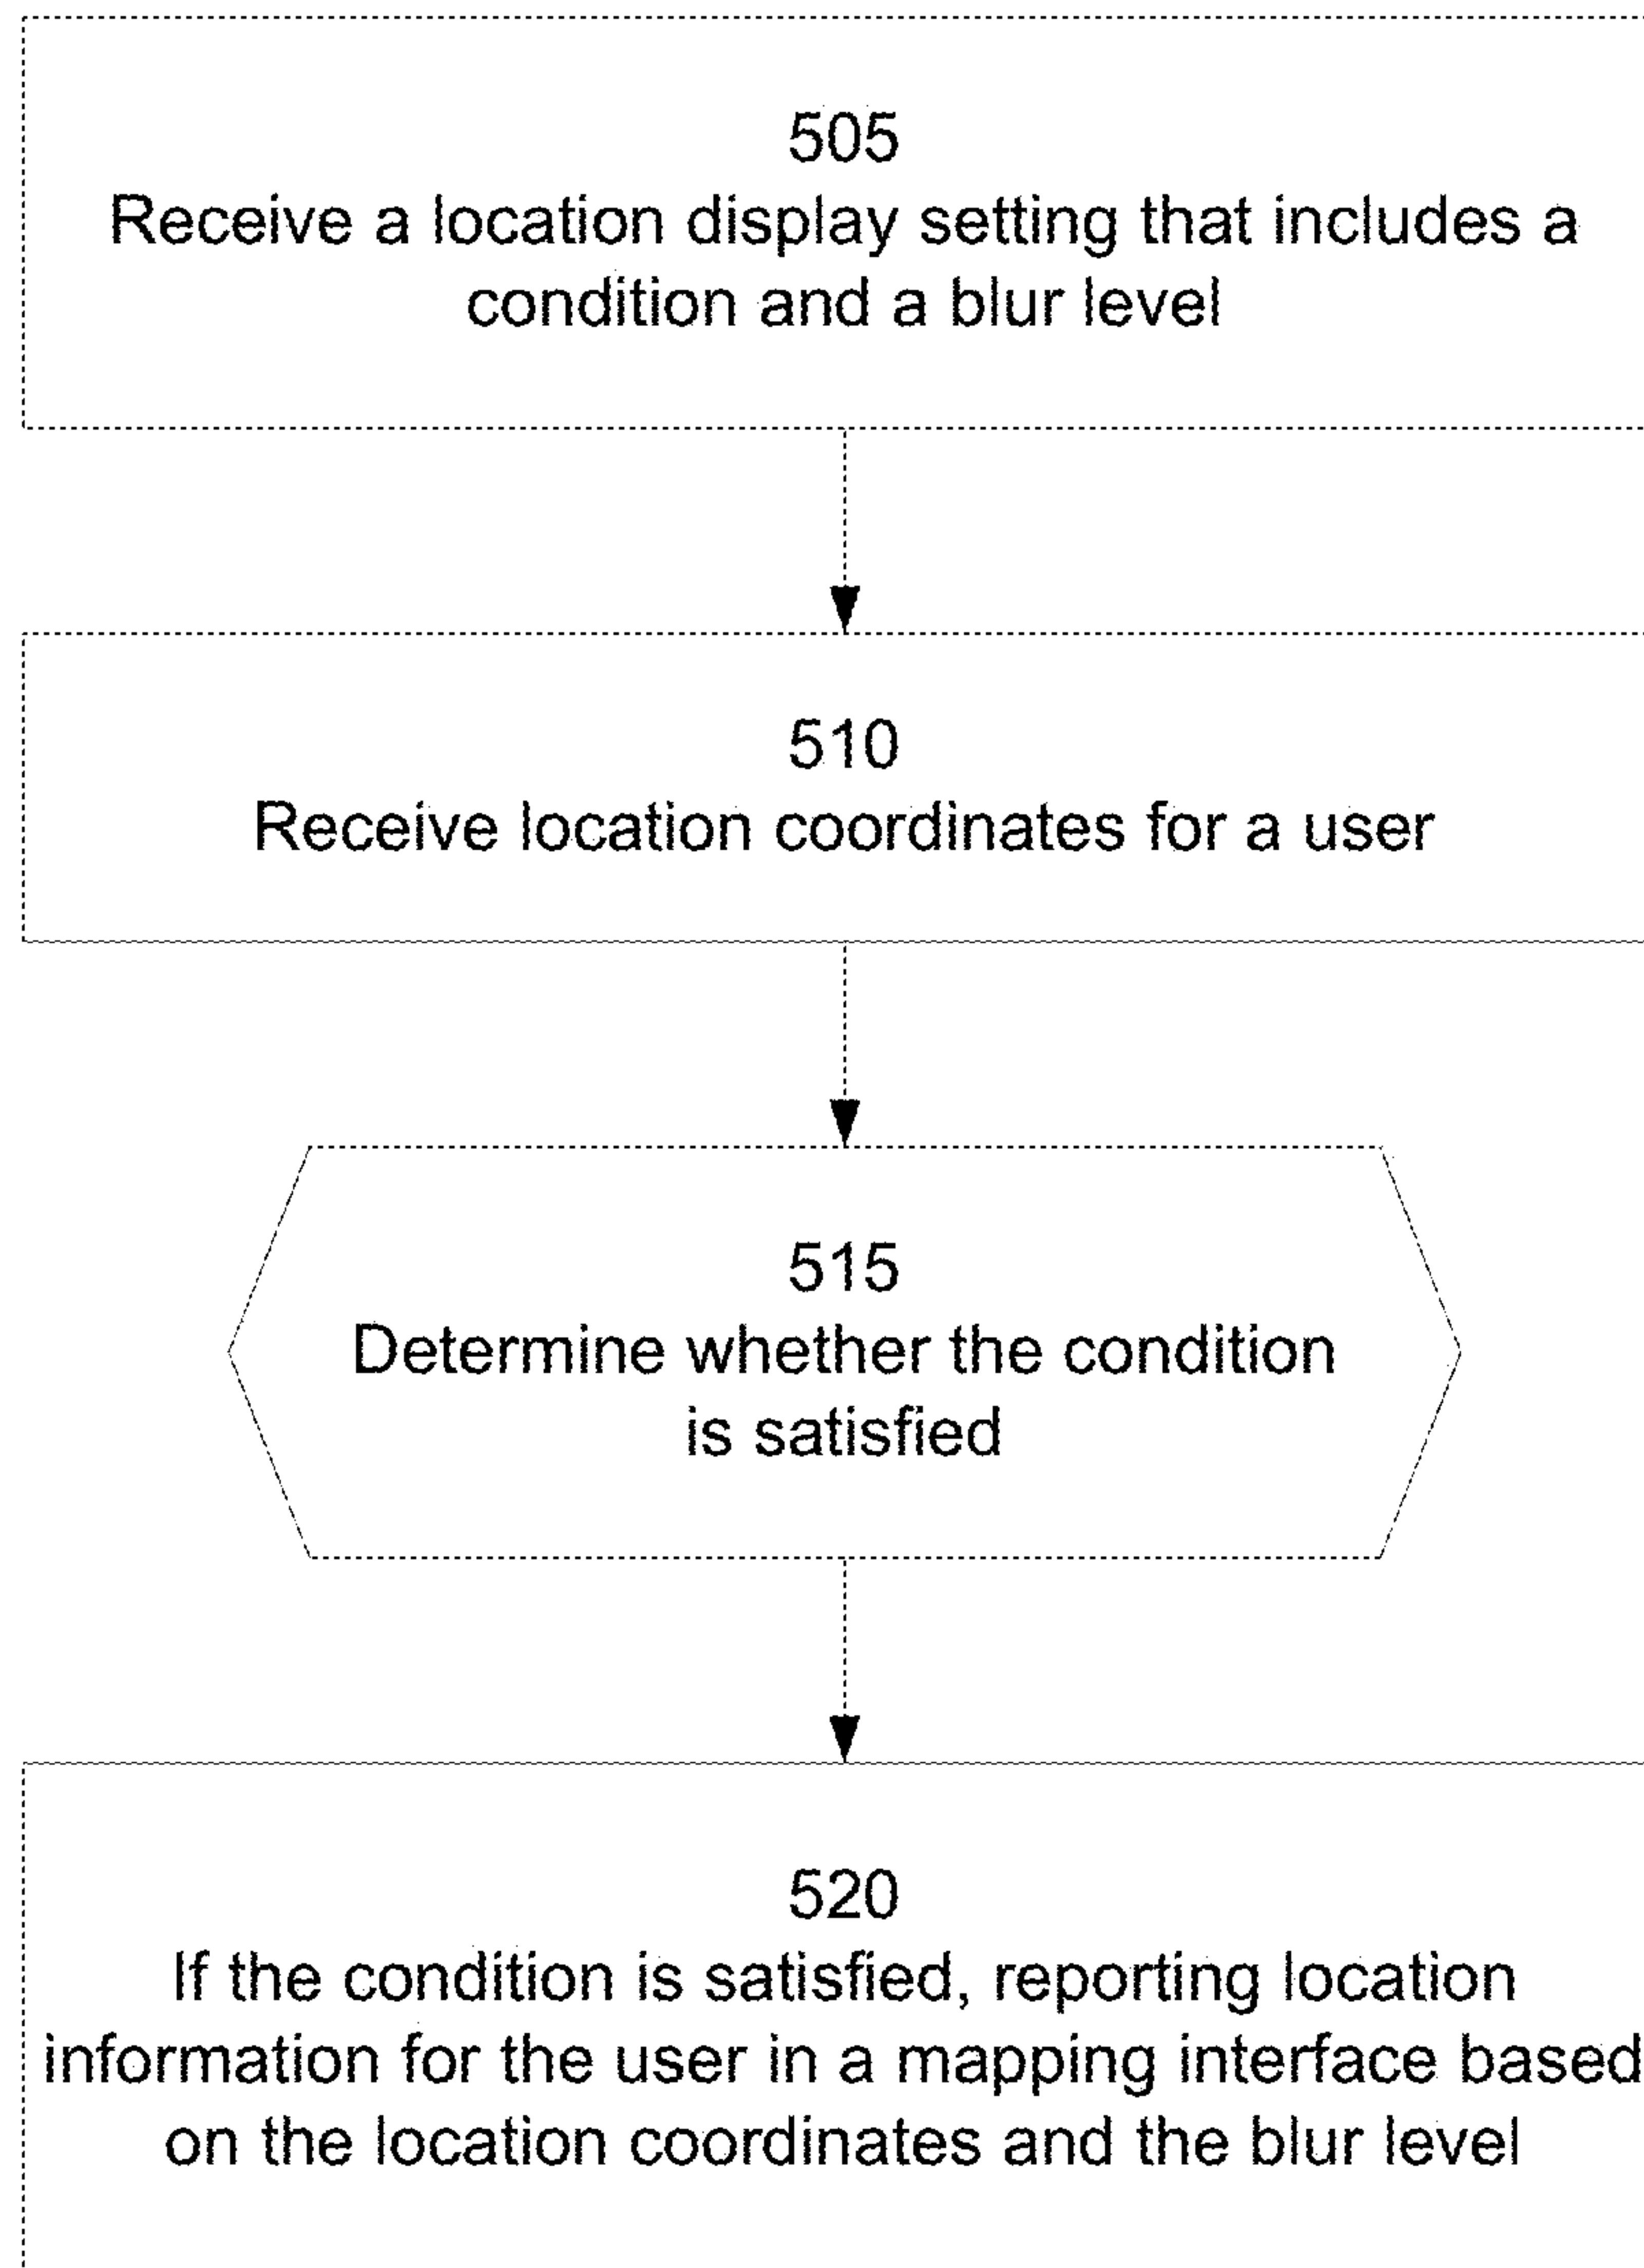 505
Receive a location display setting that includes a
condition and a blur level
510
Receive location coordinates for a user
515
Determine whether the condition
is satisfied
520
If the condition is satisfied, reporting location
information for the user in a mapping interface based
on the location coordinates and the blur level